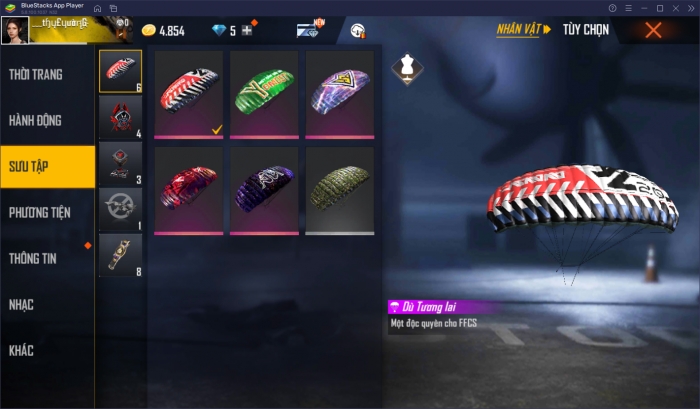 BlueStacks App Player
4.854
5
NEW
NHÂN VẬT
TÙY CHỌN
THỜI TRANG
HÀNH ĐỘNG
SƯU TẬP
PHƯƠNG TIỆN
THÔNG TIN
NHẠC
KHÁC
6
4
3
1
8
Dù Tương lai
Một độc quyền cho FFCS